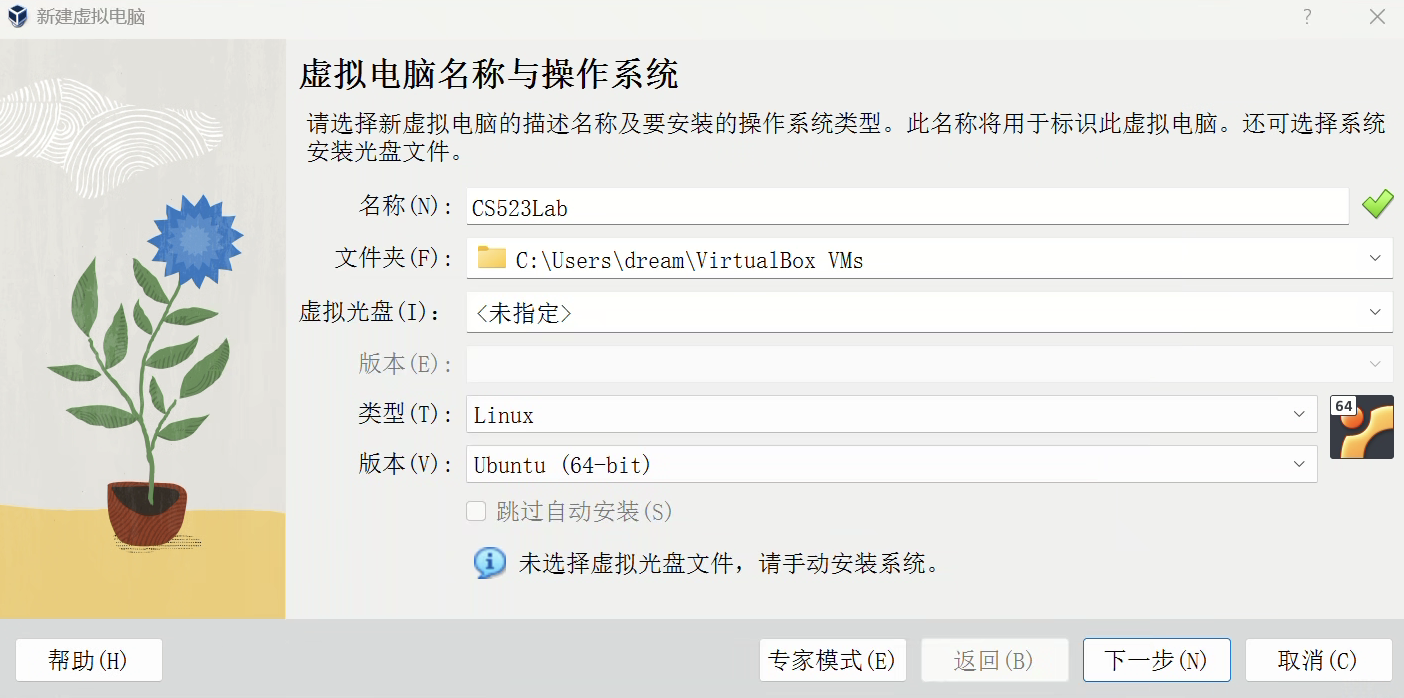 新建虚拟电脑
?
虚拟电脑名称与操作系统
请选择新虚拟电脑的描述名称及要安装的操作系统类型。此名称将用于标识此虚拟电脑。还可选择系统
安装光盘文件。
名称(N): CS523Lab
文件夹(F): C:\Users\dream\VirtualBox VMs
虚拟光盘(I): <未指定>
版本(E):
类型(T): Linux
64
版本(V): Ubuntu (64-bit)
跳过自动安装(S)
未选择虚拟光盘文件，请手动安装系统。
帮助(H) 专家模式(E) 返回(B) 下一步(N) 取消(C)